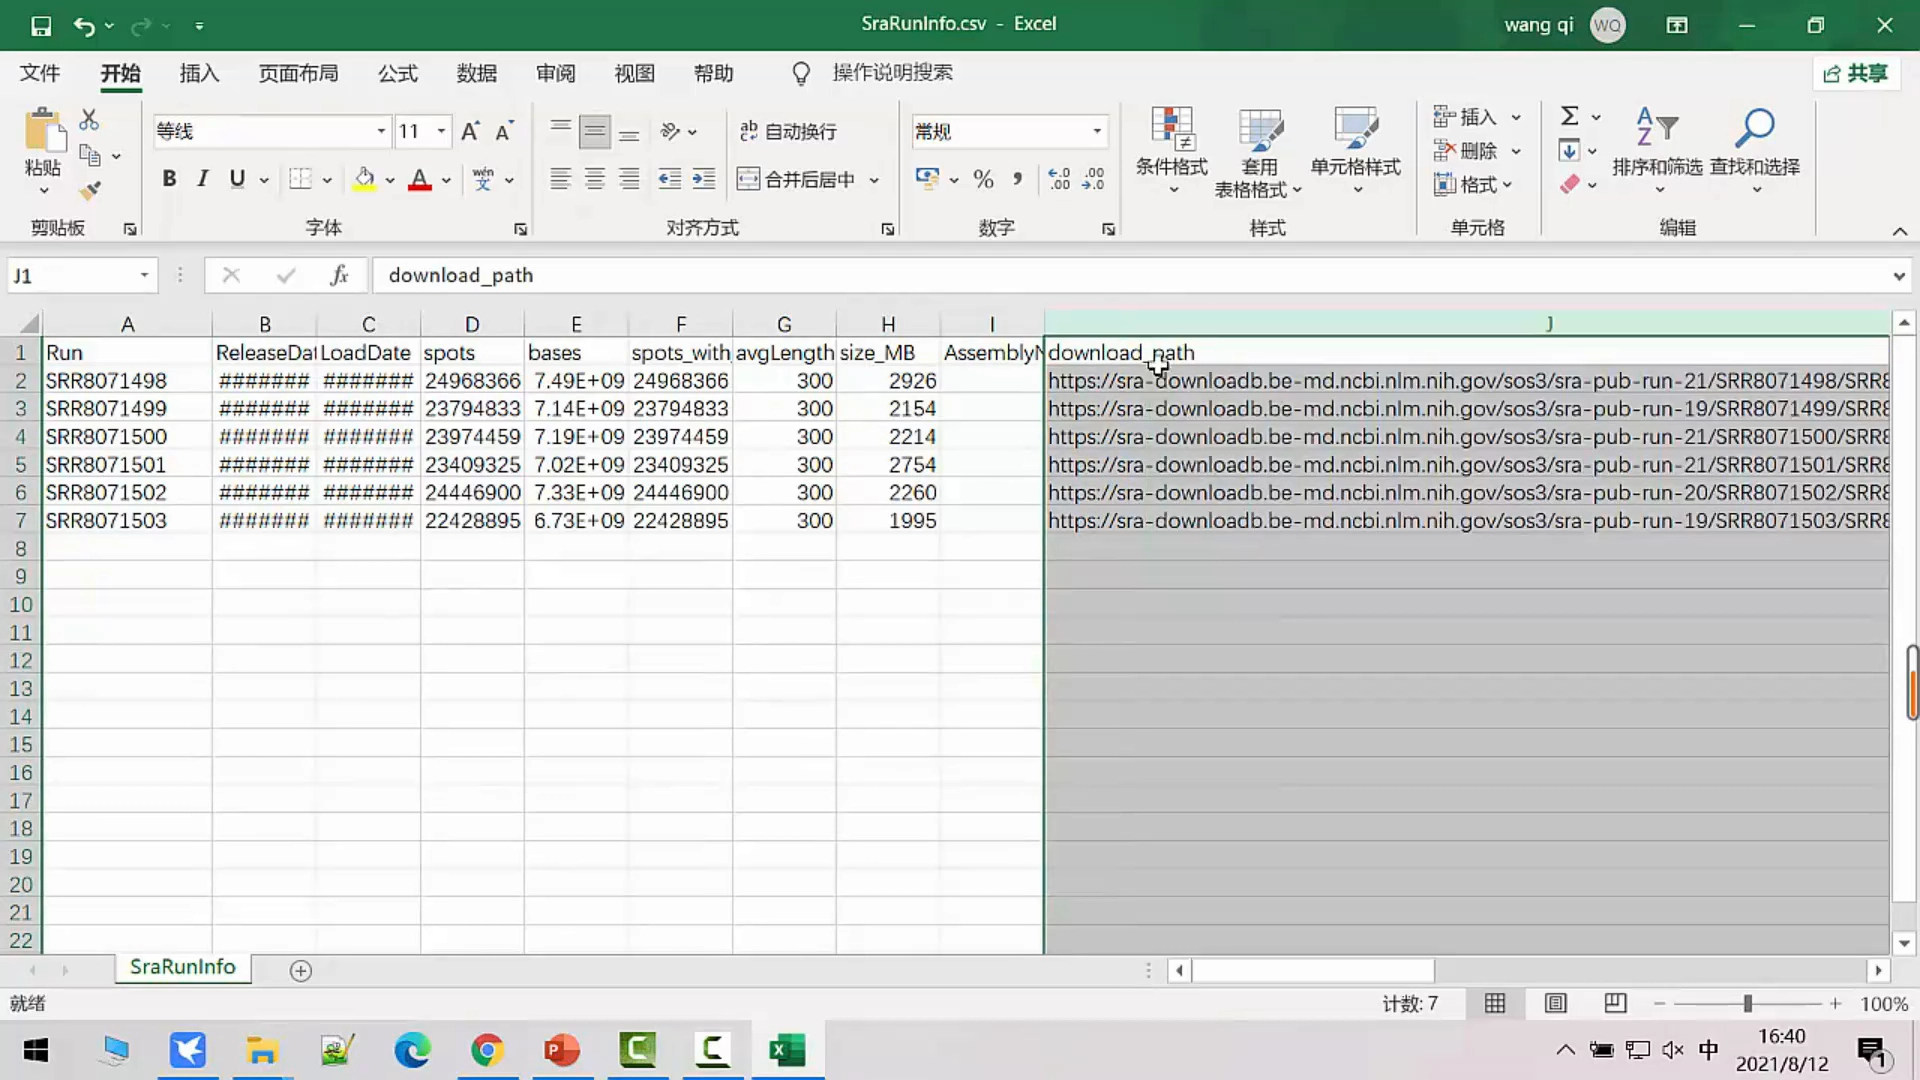 SraRunInfo.csv - Excel
wang qi
WQ
文件 开始 插入 页面布局 公式 数据 审阅 视图 帮助 操作说明搜索 共享
粘贴
等线 11
B I U A wén 文
自动换行
合并后居中
常规
%
条件格式
套用
表格格式
单元格样式
插入
删除
格式
排序和筛选
查找和选择
剪贴板 字体 对齐方式 数字 样式 单元格 编辑
J1 fx download_path
A B C D E F G H I J
1 Run ReleaseDat LoadDate spots bases spots_with_ avgLength size_MB AssemblyN download_path
2 SRR8071498 ####### ####### 24968366 7.49E+09 24968366 300 2926 https://sra-downloadb.be-md.ncbi.nlm.nih.gov/sos3/sra-pub-run-21/SRR8071498/SRR8
3 SRR8071499 ####### ####### 23794833 7.14E+09 23794833 300 2154 https://sra-downloadb.be-md.ncbi.nlm.nih.gov/sos3/sra-pub-run-19/SRR8071499/SRR8
4 SRR8071500 ####### ####### 23974459 7.19E+09 23974459 300 2214 https://sra-downloadb.be-md.ncbi.nlm.nih.gov/sos3/sra-pub-run-21/SRR8071500/SRR8
5 SRR8071501 ####### ####### 23409325 7.02E+09 23409325 300 2754 https://sra-downloadb.be-md.ncbi.nlm.nih.gov/sos3/sra-pub-run-21/SRR8071501/SRR8
6 SRR8071502 ####### ####### 24446900 7.33E+09 24446900 300 2260 https://sra-downloadb.be-md.ncbi.nlm.nih.gov/sos3/sra-pub-run-20/SRR8071502/SRR8
7 SRR8071503 ####### ####### 22428895 6.73E+09 22428895 300 1995 https://sra-downloadb.be-md.ncbi.nlm.nih.gov/sos3/sra-pub-run-19/SRR8071503/SRR8
8
9
10
11
12
13
14
15
16
17
18
19
20
21
22
SraRunInfo
就绪
计数: 7
100%
中
16:40
2021/8/12
1